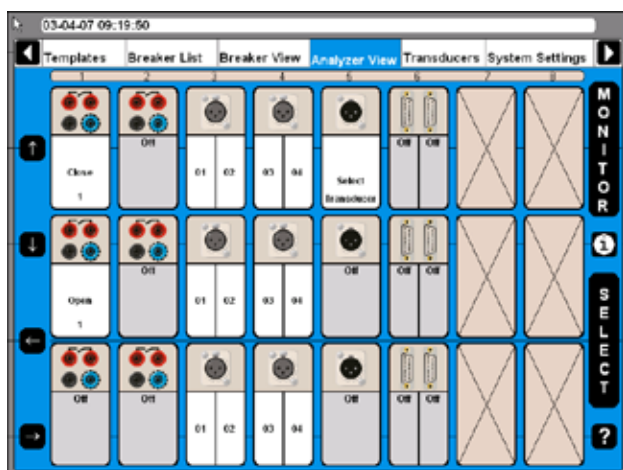 03-04-07 09:19:50
Templates Breaker List Breaker View Analyzer View Transducers System Settings
1 2 3 4 5 6 7 8
Off Off Off
Close 01 02 03 04 Select
1 Transducer
Off Off Off Off
Open 01 02 03 04
1
Off Off Off Off Off
01 02 03 04
MONITOR
i
SELECT
?